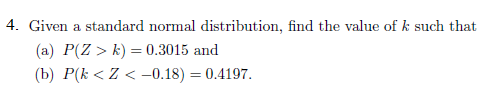 4. Given a standard normal distribution, find the value of k such that
(a) P(Z > k) = 0.3015 and
(b) P(k < Z < −0.18) = 0.4197.